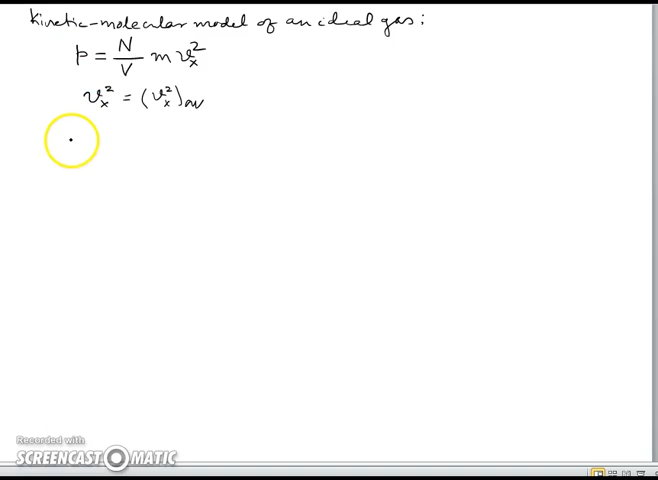 Kinetic-molecular model of an ideal gas:
p = N/V m v_x^2
v_x^2 = (v_x^2)_av
Recorded with
SCREENCAST-O-MATIC